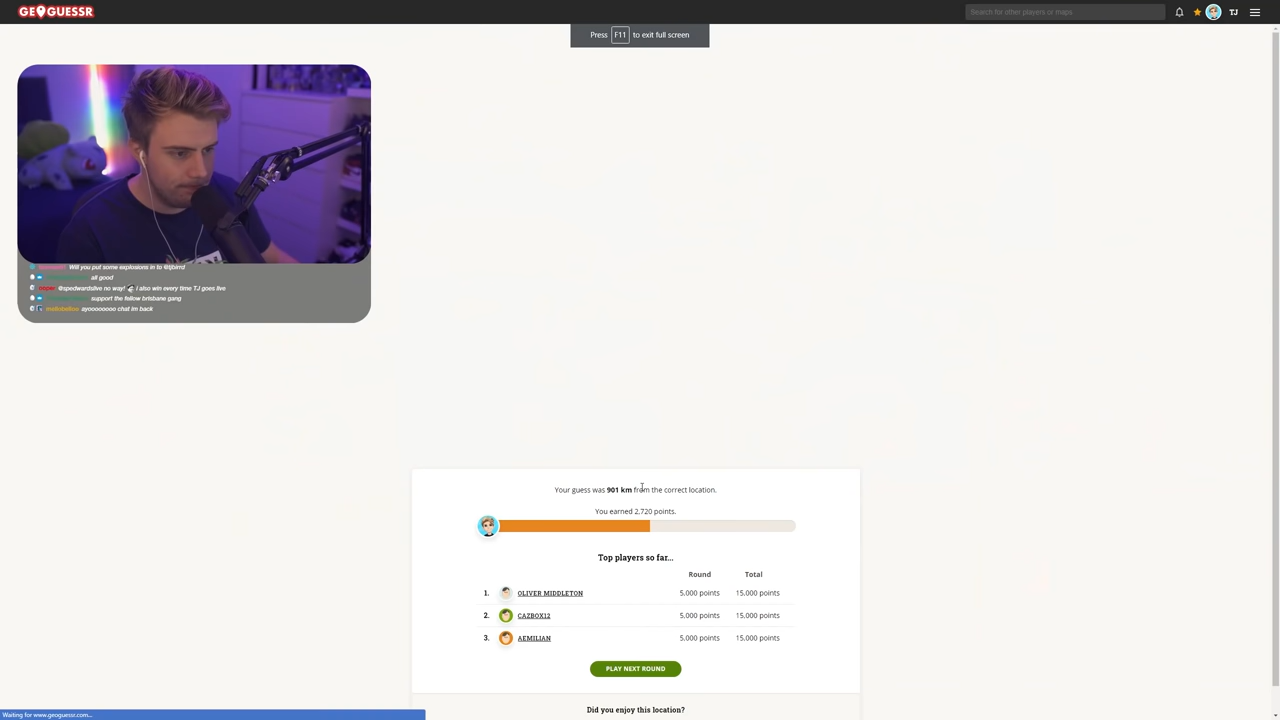 GEOGUESSR
Search for other players or maps
TJ
Press F11 to exit full screen
Will you put some explosions in to @tjbirrd
all good
@spedwardslive no way! i also win every time TJ goes live
support the fellow brisbane gang
ayooooooo chat im back
Your guess was 901 km from the correct location.
You earned 2,720 points.
Top players so far...
Round Total
1. OLIVER MIDDLETON 5,000 points 15,000 points
2. CAZBOX12 5,000 points 15,000 points
3. AEMILIAN 5,000 points 15,000 points
PLAY NEXT ROUND
Did you enjoy this location?
Waiting for www.geoguessr.com...